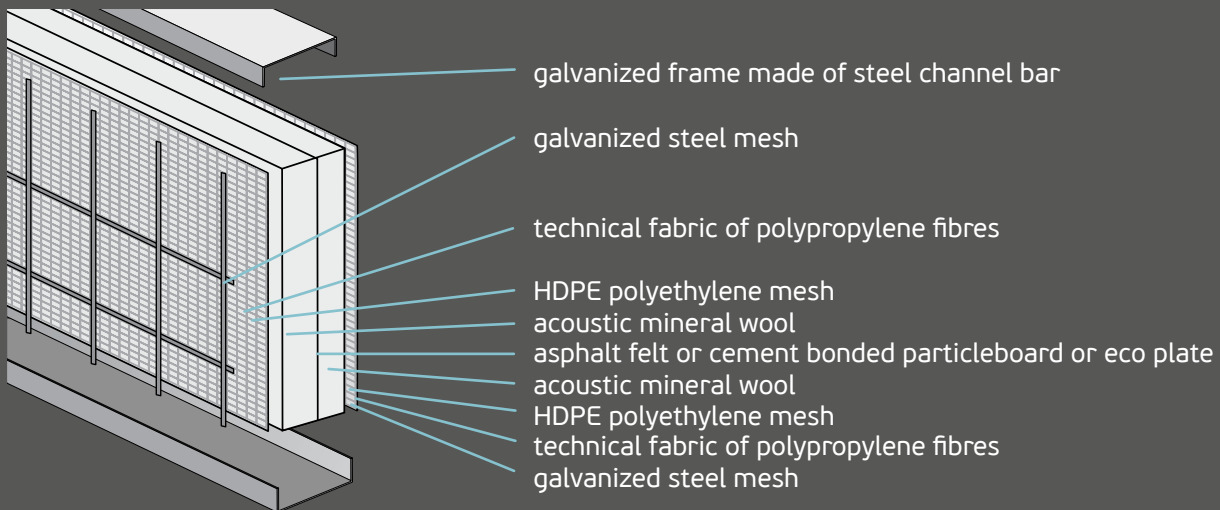 galvanized frame made of steel channel bar
galvanized steel mesh
technical fabric of polypropylene fibres
HDPE polyethylene mesh
acoustic mineral wool
asphalt felt or cement bonded particleboard or eco plate
acoustic mineral wool
HDPE polyethylene mesh
technical fabric of polypropylene fibres
galvanized steel mesh